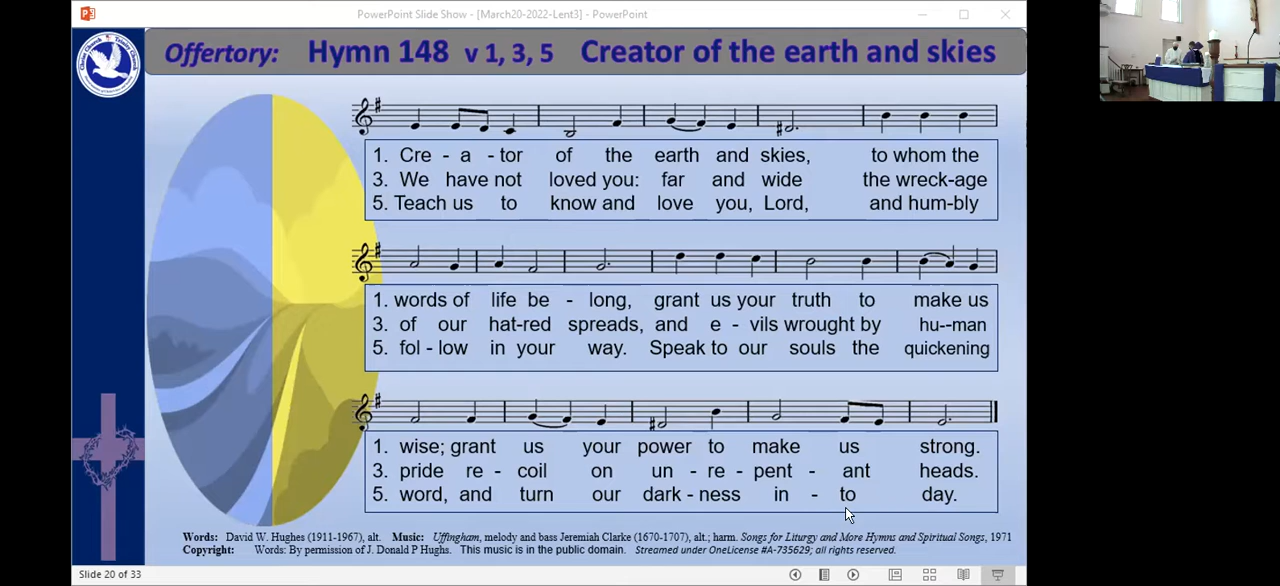 PowerPoint Slide Show - [March20-2022-Lent3] - PowerPoint
Offertory: Hymn 148 v 1, 3, 5 Creator of the earth and skies
1. Cre - a - tor of the earth and skies, to whom the
3. We have not loved you: far and wide the wreck-age
5. Teach us to know and love you, Lord, and hum-bly
1. words of life be - long, grant us your truth to make us
3. of our hat-red spreads, and e - vils wrought by hu--man
5. fol - low in your way. Speak to our souls the quickening
1. wise; grant us your power to make us strong.
3. pride re - coil on un - re - pent - ant heads.
5. word, and turn our dark - ness in - to day.
Words: David W. Hughes (1911-1967), alt. Music: Uffingham, melody and bass Jeremiah Clarke (1670-1707), alt.; harm. Songs for Liturgy and More Hymns and Spiritual Songs, 1971
Copyright: Words: By permission of J. Donald P Hughs. This music is in the public domain. Streamed under OneLicense #A-735629; all rights reserved.
Slide 20 of 33